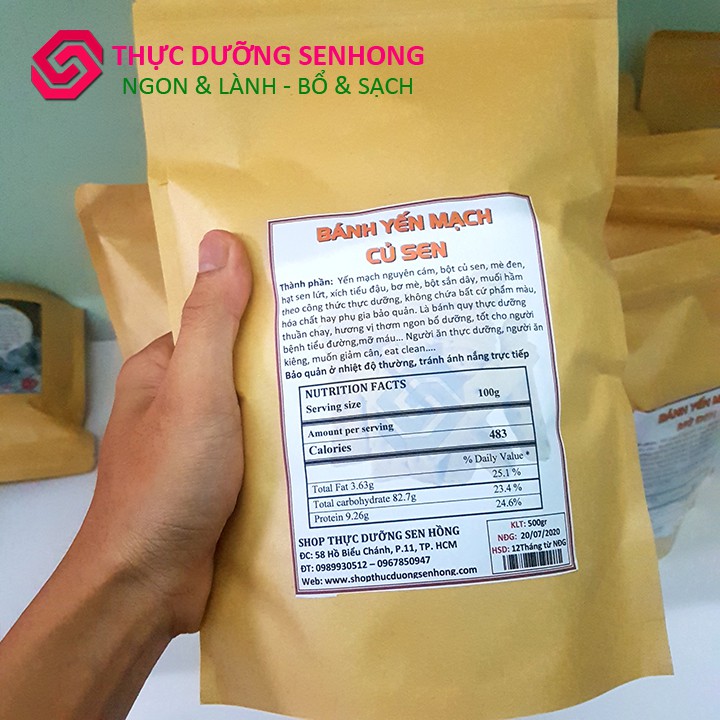 THỰC DƯỠNG SENHONG
NGON & LÀNH - BỔ & SẠCH
BÁNH YẾN MẠCH
CỦ SEN
Thành phần: Yến mạch nguyên cám, bột củ sen, mè đen,
hạt sen lứt, xích tiểu đậu, bơ mè, bột sắn dây, muối hầm
theo công thức thực dưỡng, không chứa bất cứ phẩm màu,
hóa chất hay phụ gia bảo quản. Là bánh quy thực dưỡng
thuần chay, hương vị thơm ngon bổ dưỡng, tốt cho người
bệnh tiểu đường,mỡ máu... Người ăn thực dưỡng, người ăn
kiêng, muốn giảm cân, eat clean....
Bảo quản ở nhiệt độ thường, tránh ánh nắng trực tiếp
NUTRITION FACTS
Serving size 100g
Amount per serving
Calories 483
% Daily Value *
Total Fat 3.63g 25.1 %
Total carbohydrate 82.7g 23.4 %
Protein 9.26g 24.6%
SHOP THỰC DƯỠNG SEN HỒNG
ĐC: 58 Hồ Biểu Chánh, P.11, TP. HCM
ĐT: 0989930512 – 0967850947
Web: www.shopthucduongsenhong.com
KLT: 500gr
NĐG: 20/07/2020
HSD: 12Tháng từ NĐG
BÁNH YẾN MẠCH